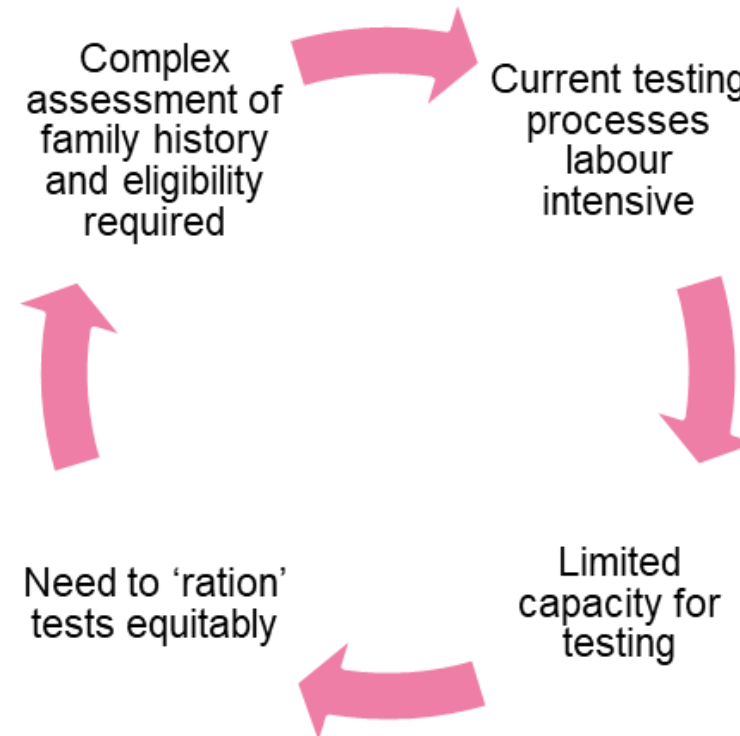 Complex
assessment of
family history
and eligibility
required
Current testing
processes
labour
intensive
Limited
capacity for
testing
Need to ‘ration’
tests equitably